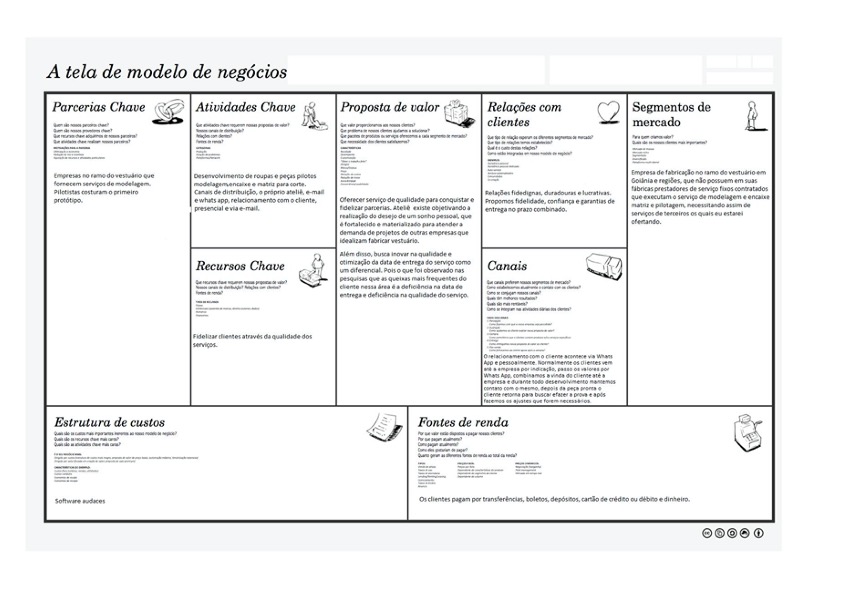 A tela de modelo de negócios
Parcerias Chave
Quem são nossos parceiros chave?
Quem são nossos provedores chave?
Que recursos chave adquirimos de nossos parceiros?
Que atividades chave realizam nossos parceiros?
Empresas no ramo do vestuário que
fornecem serviços de modelagem.
Pilotistas costuram o primeiro
protótipo.
Atividades Chave
Que atividades chave requerem nossas propostas de valor?
Nossos canais de distribuição?
Relações com clientes?
Fontes de renda?
Desenvolvimento de roupas e peças pilotos
modelagem,encaixe e matriz para corte.
Canais de distribuição, o próprio ateliê, e-mail
e whats app, relacionamento com o cliente,
presencial e via e-mail.
Recursos Chave
Que recursos chave requerem nossas propostas de valor?
Nossos canais de distribuição? Relações com clientes?
Fontes de renda?
Fidelizar clientes através da qualidade dos
serviços.
Proposta de valor
Que valor proporcionamos aos clientes?
Que problema de nossos clientes ajudamos a solucionar?
Que pacotes de produtos ou serviços oferecemos a cada segmento de mercado?
Que necessidades dos clientes satisfazemos?
Oferecer serviço de qualidade para conquistar e
fidelizar parcerias. Ateliê existe objetivando a
realização do desejo de um sonho pessoal, que
é fortalecido e materializado para atender a
demanda de projetos de outras empresas que
idealizam fabricar vestuário.
Além disso, busca inovar na qualidade e
otimização da data de entrega do serviço como
um diferencial. Pois o que foi observado nas
pesquisas que as queixas mais frequentes do
cliente nessa área é a deficiência na data de
entrega e deficiência na qualidade do serviço.
Relações com
clientes
Que tipo de relação esperam os diferentes segmentos de mercado?
Que tipo de relações temos estabelecidos?
Qual é o custo destas relações?
Como estão integradas em nosso modelo de negócio?
Relações fidedignas, duradouras e lucrativas.
Propomos fidelidade, confiança e garantias de
entrega no prazo combinado.
Canais
Que canais preferem nossos segmentos de mercado?
Como estabelecemos atualmente o contato com os clientes?
Como se conjugam nossos canais?
Quais têm melhores resultados?
Quais são mais rentáveis?
Como se integram nas atividades diárias dos clientes?
O relacionamento com o cliente acontece via Whats
App e pessoalmente. Normalmente os clientes vem
até a empresa por indicação, passo os valores por
Whats App, combinamos a vinda do cliente até a
empresa e durante todo desenvolvimento mantemos
contato com o mesmo, depois da peça pronta o
cliente retorna para buscar efetuar a prova e após
fazemos os ajustes que forem necessários.
Segmentos de
mercado
Para quem criamos valor?
Quais são os nossos clientes mais importantes?
Empresa de fabricação no ramo do vestuário em
Goiânia e regiões, que não possuem em suas
fábricas prestadores de serviço fixos contratados
que executam o serviço de modelagem e encaixe
matriz e pilotagem, necessitando assim de
serviços de terceiros os quais eu estarei
ofertando.
Estrutura de custos
Quais são os custos mais importantes inerentes ao nosso modelo de negócio?
Quais são os recursos chave mais caros?
Quais são as atividades chave mais caras?
Software audaces
Fontes de renda
Por que valor estão dispostos a pagar nossos clientes?
Por que pagam atualmente?
Como pagam atualmente?
Como eles gostariam de pagar?
Quanto geram as diferentes fontes de renda ao total da renda?
Os clientes pagam por transferências, boletos, depósitos, cartão de crédito ou débito e dinheiro.